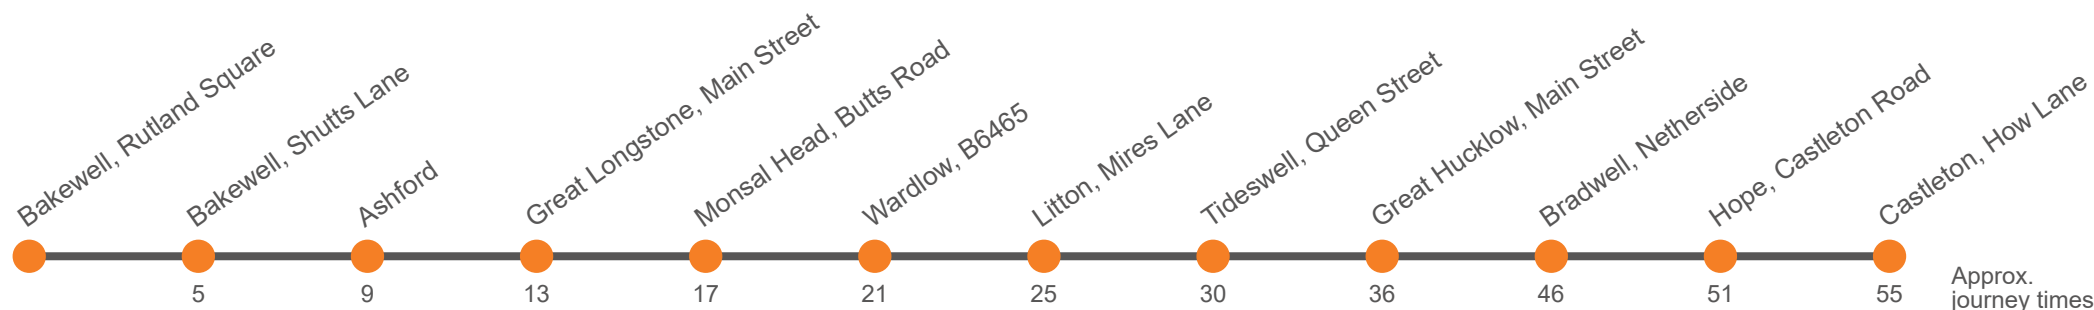 Bakewell, Rutland Square
Bakewell, Shutts Lane
Ashford
Great Longstone, Main Street
Monsal Head, Butts Road
Wardlow, B6465
Litton, Mires Lane
Tideswell, Queen Street
Great Hucklow, Main Street
Bradwell, Netherside
Hope, Castleton Road
Castleton, How Lane
5
9
13
17
21
25
30
36
46
51
55
Approx.
journey times